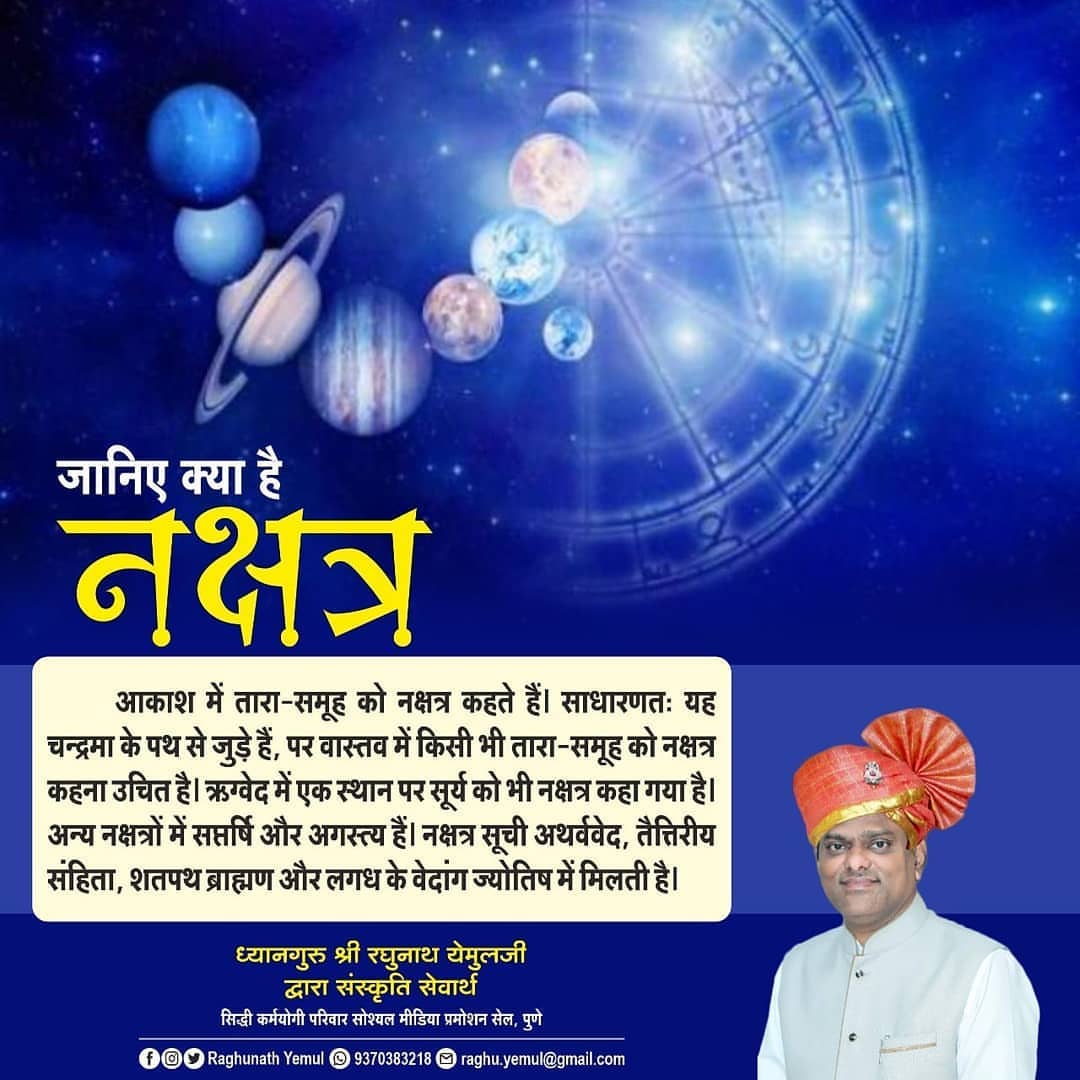 जानिए क्या है
नक्षत्र
आकाश में तारा-समूह को नक्षत्र कहते हैं। साधारणतः यह
चन्द्रमा के पथ से जुड़े हैं, पर वास्तव में किसी भी तारा-समूह को नक्षत्र
कहना उचित है। ऋग्वेद में एक स्थान पर सूर्य को भी नक्षत्र कहा गया है।
अन्य नक्षत्रों में सप्तर्षि और अगस्त्य हैं। नक्षत्र सूची अथर्ववेद, तैत्तिरीय
संहिता, शतपथ ब्राह्मण और लगध के वेदांग ज्योतिष में मिलती है।
ध्यानगुरु श्री रघुनाथ येमुलजी
द्वारा संस्कृति सेवार्थ
सिद्धी कर्मयोगी परिवार सोश्यल मीडिया प्रमोशन सेल, पुणे
Raghunath Yemul 9370383218 raghu.yemul@gmail.com